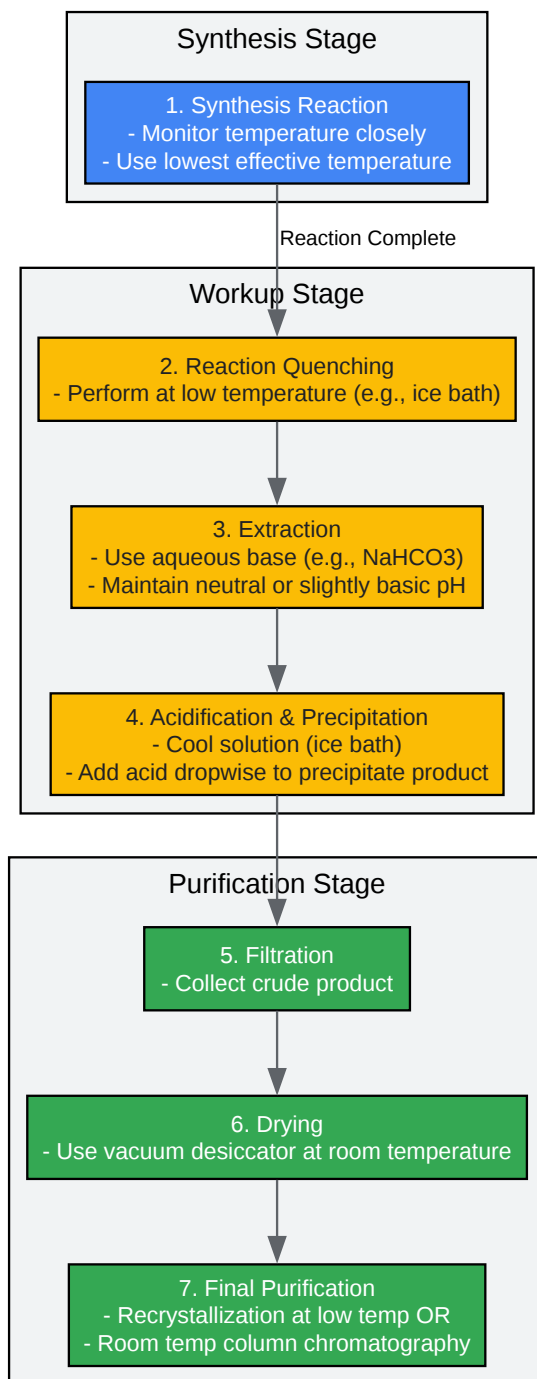 Synthesis Stage
1. Synthesis Reaction
- Monitor temperature closely
- Use lowest effective temperature
Reaction Complete
Workup Stage
2. Reaction Quenching
- Perform at low temperature (e.g., ice bath)
3. Extraction
- Use aqueous base (e.g., NaHCO3)
- Maintain neutral or slightly basic pH
4. Acidification & Precipitation
- Cool solution (ice bath)
- Add acid dropwise to precipitate product
Purification Stage
5. Filtration
- Collect crude product
6. Drying
- Use vacuum desiccator at room temperature
7. Final Purification
- Recrystallization at low temp OR
- Room temp column chromatography